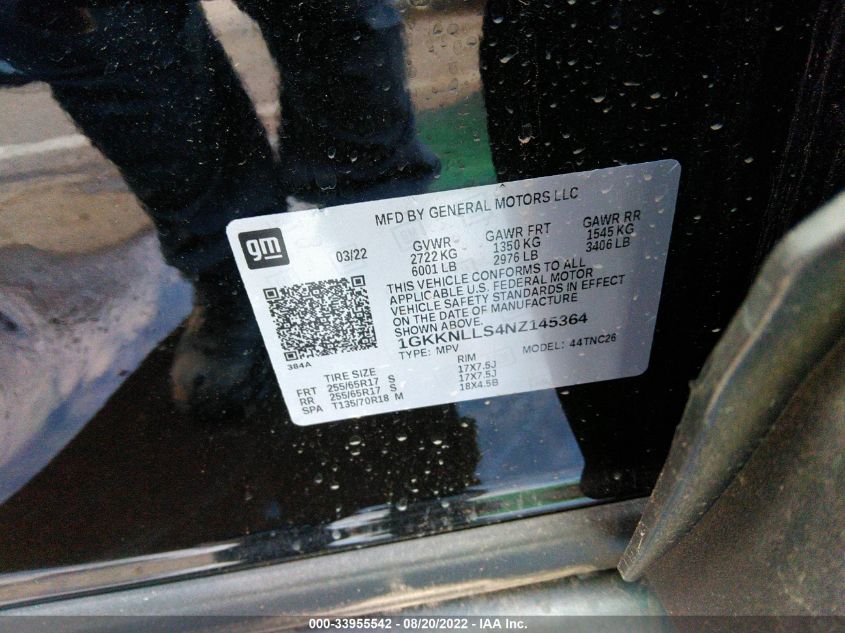 MFD BY GENERAL MOTORS LLC
gm
03/22
GVWR GAWR FRT GAWR RR
2722 KG 1350 KG 1545 KG
6001 LB 2976 LB 3406 LB
THIS VEHICLE CONFORMS TO ALL
APPLICABLE U.S. FEDERAL MOTOR
VEHICLE SAFETY STANDARDS IN EFFECT
ON THE DATE OF MANUFACTURE
SHOWN ABOVE.
1GKKNLLS4NZ145364
TYPE: MPV MODEL: 44TNC26
384A
TIRE SIZE RIM
FRT 255/65R17 S 17X7.5J
RR 255/65R17 S 17X7.5J
SPA T135/70R18 M 18X4.5B
000-33955542 - 08/20/2022 - IAA Inc.